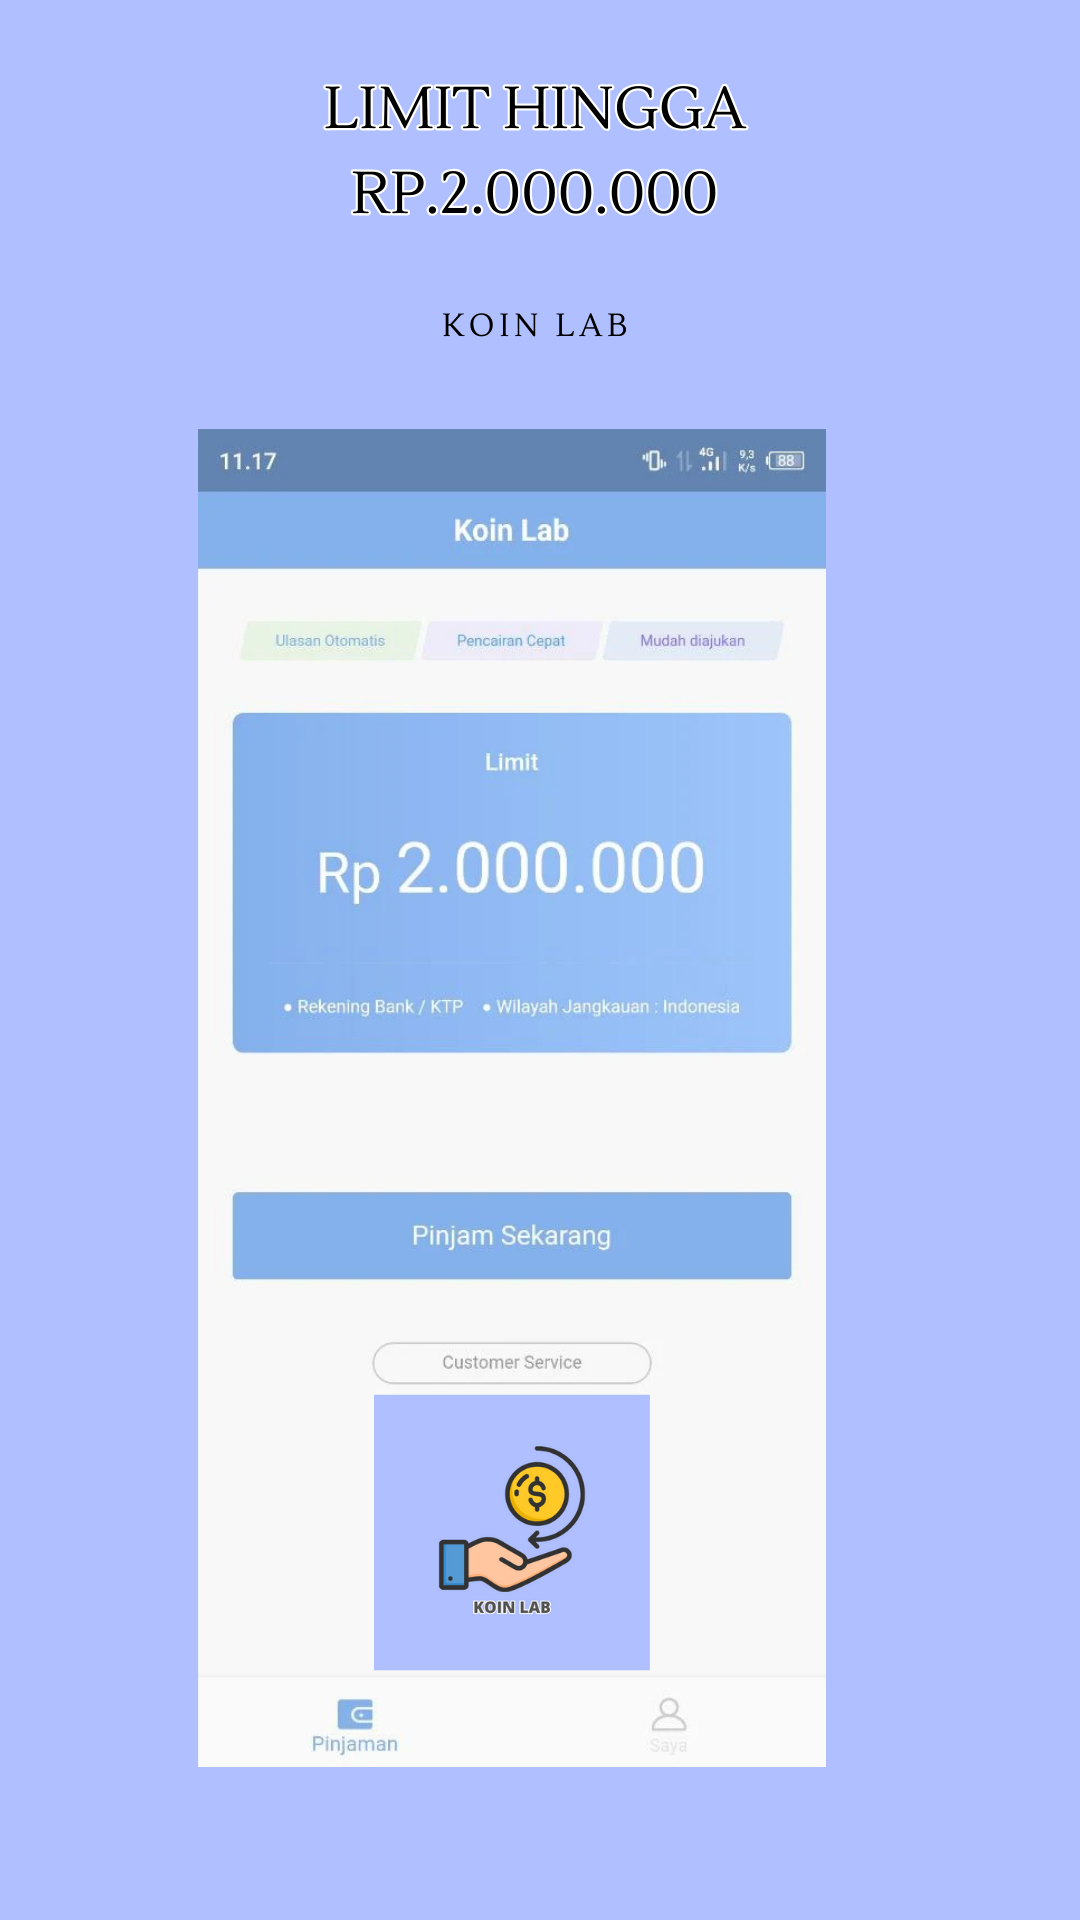 LIMIT HINGGA
RP.2.000.000
KOIN LAB
11.17 4G 9,3 K/s 88
Koin Lab
Ulasan Otomatis Pencairan Cepat Mudah diajukan
Limit
Rp 2.000.000
• Rekening Bank / KTP • Wilayah Jangkauan : Indonesia
Pinjam Sekarang
Customer Service
$
KOIN LAB
Pinjaman Saya